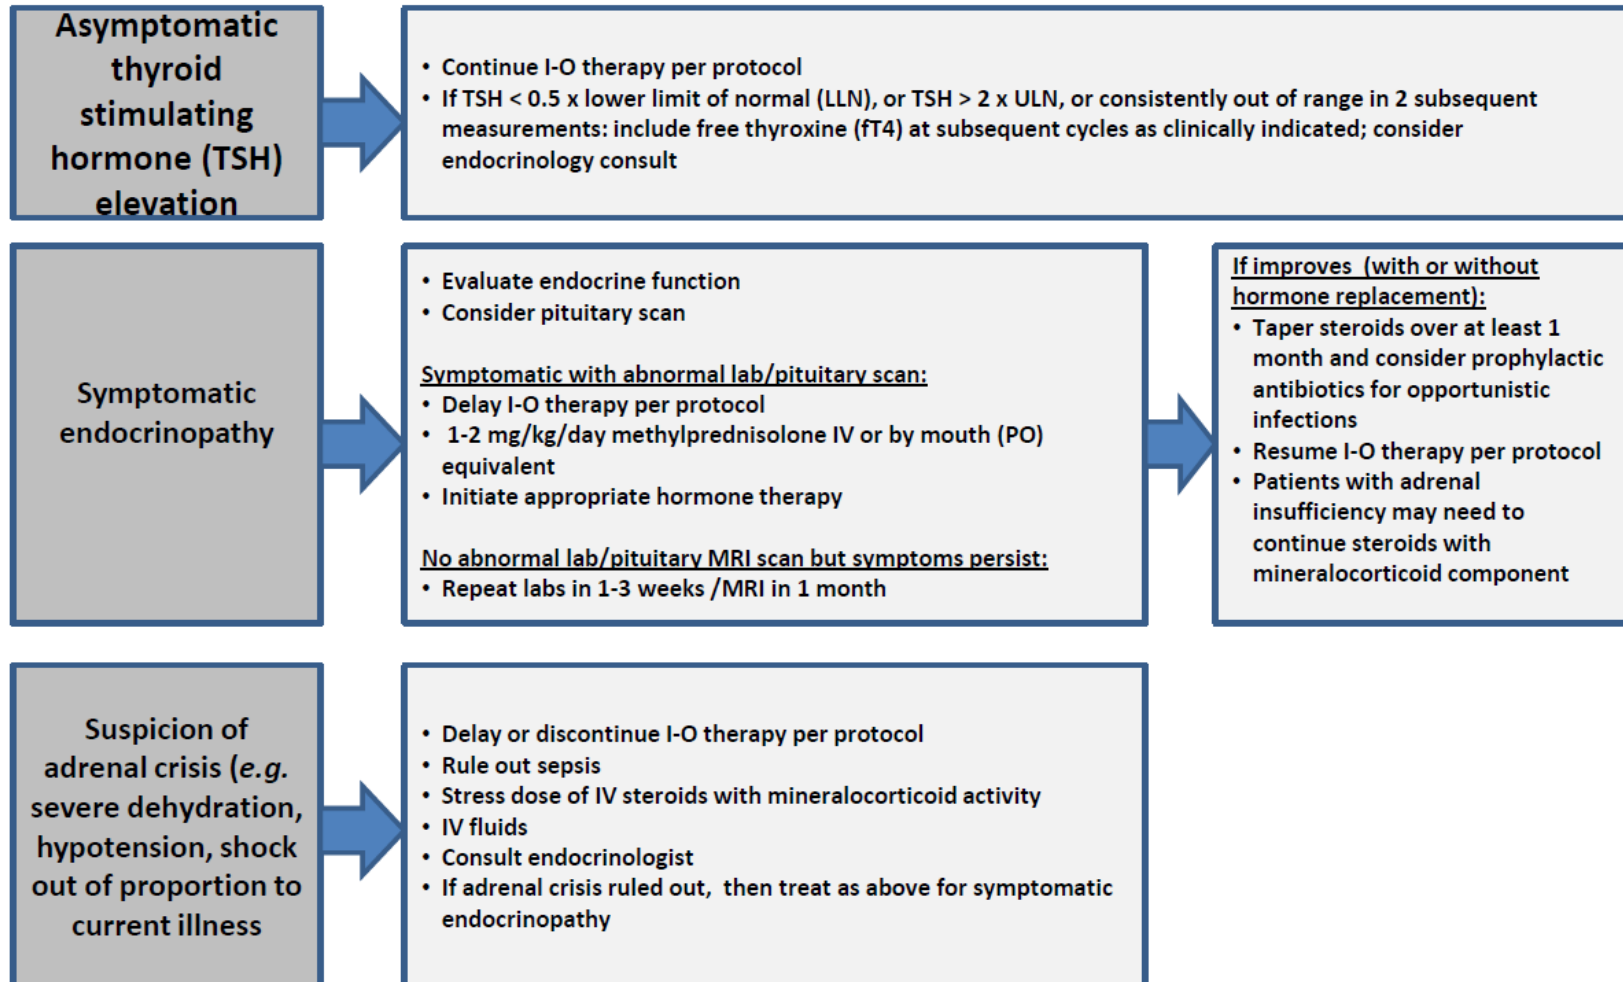 Asymptomatic
thyroid
stimulating
hormone (TSH)
elevation
• Continue I-O therapy per protocol
• If TSH < 0.5 x lower limit of normal (LLN), or TSH > 2 x ULN, or consistently out of range in 2 subsequent
measurements: include free thyroxine (fT4) at subsequent cycles as clinically indicated; consider
endocrinology consult
Symptomatic
endocrinopathy
• Evaluate endocrine function
• Consider pituitary scan
Symptomatic with abnormal lab/pituitary scan:
• Delay I-O therapy per protocol
• 1-2 mg/kg/day methylprednisolone IV or by mouth (PO)
equivalent
• Initiate appropriate hormone therapy
No abnormal lab/pituitary MRI scan but symptoms persist:
• Repeat labs in 1-3 weeks /MRI in 1 month
If improves (with or without
hormone replacement):
• Taper steroids over at least 1
month and consider prophylactic
antibiotics for opportunistic
infections
• Resume I-O therapy per protocol
• Patients with adrenal
insufficiency may need to
continue steroids with
mineralocorticoid component
Suspicion of
adrenal crisis (e.g.
severe dehydration,
hypotension, shock
out of proportion to
current illness
• Delay or discontinue I-O therapy per protocol
• Rule out sepsis
• Stress dose of IV steroids with mineralocorticoid activity
• IV fluids
• Consult endocrinologist
• If adrenal crisis ruled out, then treat as above for symptomatic
endocrinopathy